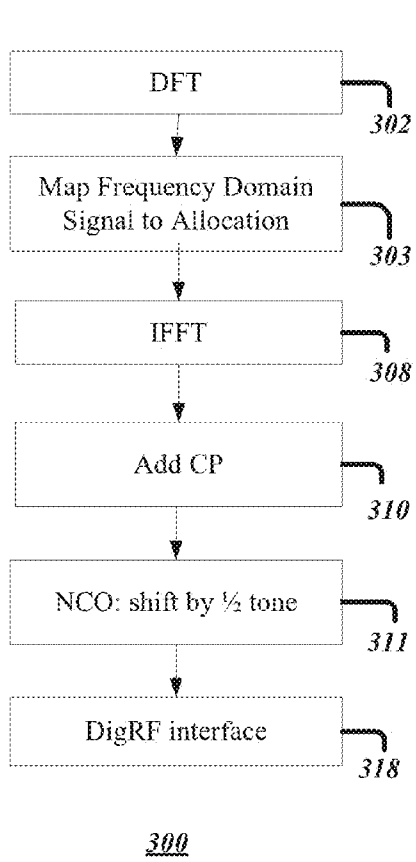 DFT
302
Map Frequency Domain
Signal to Allocation
303
IFFT
308
Add CP
310
NCO: shift by ½ tone
311
DigRF interface
318
300